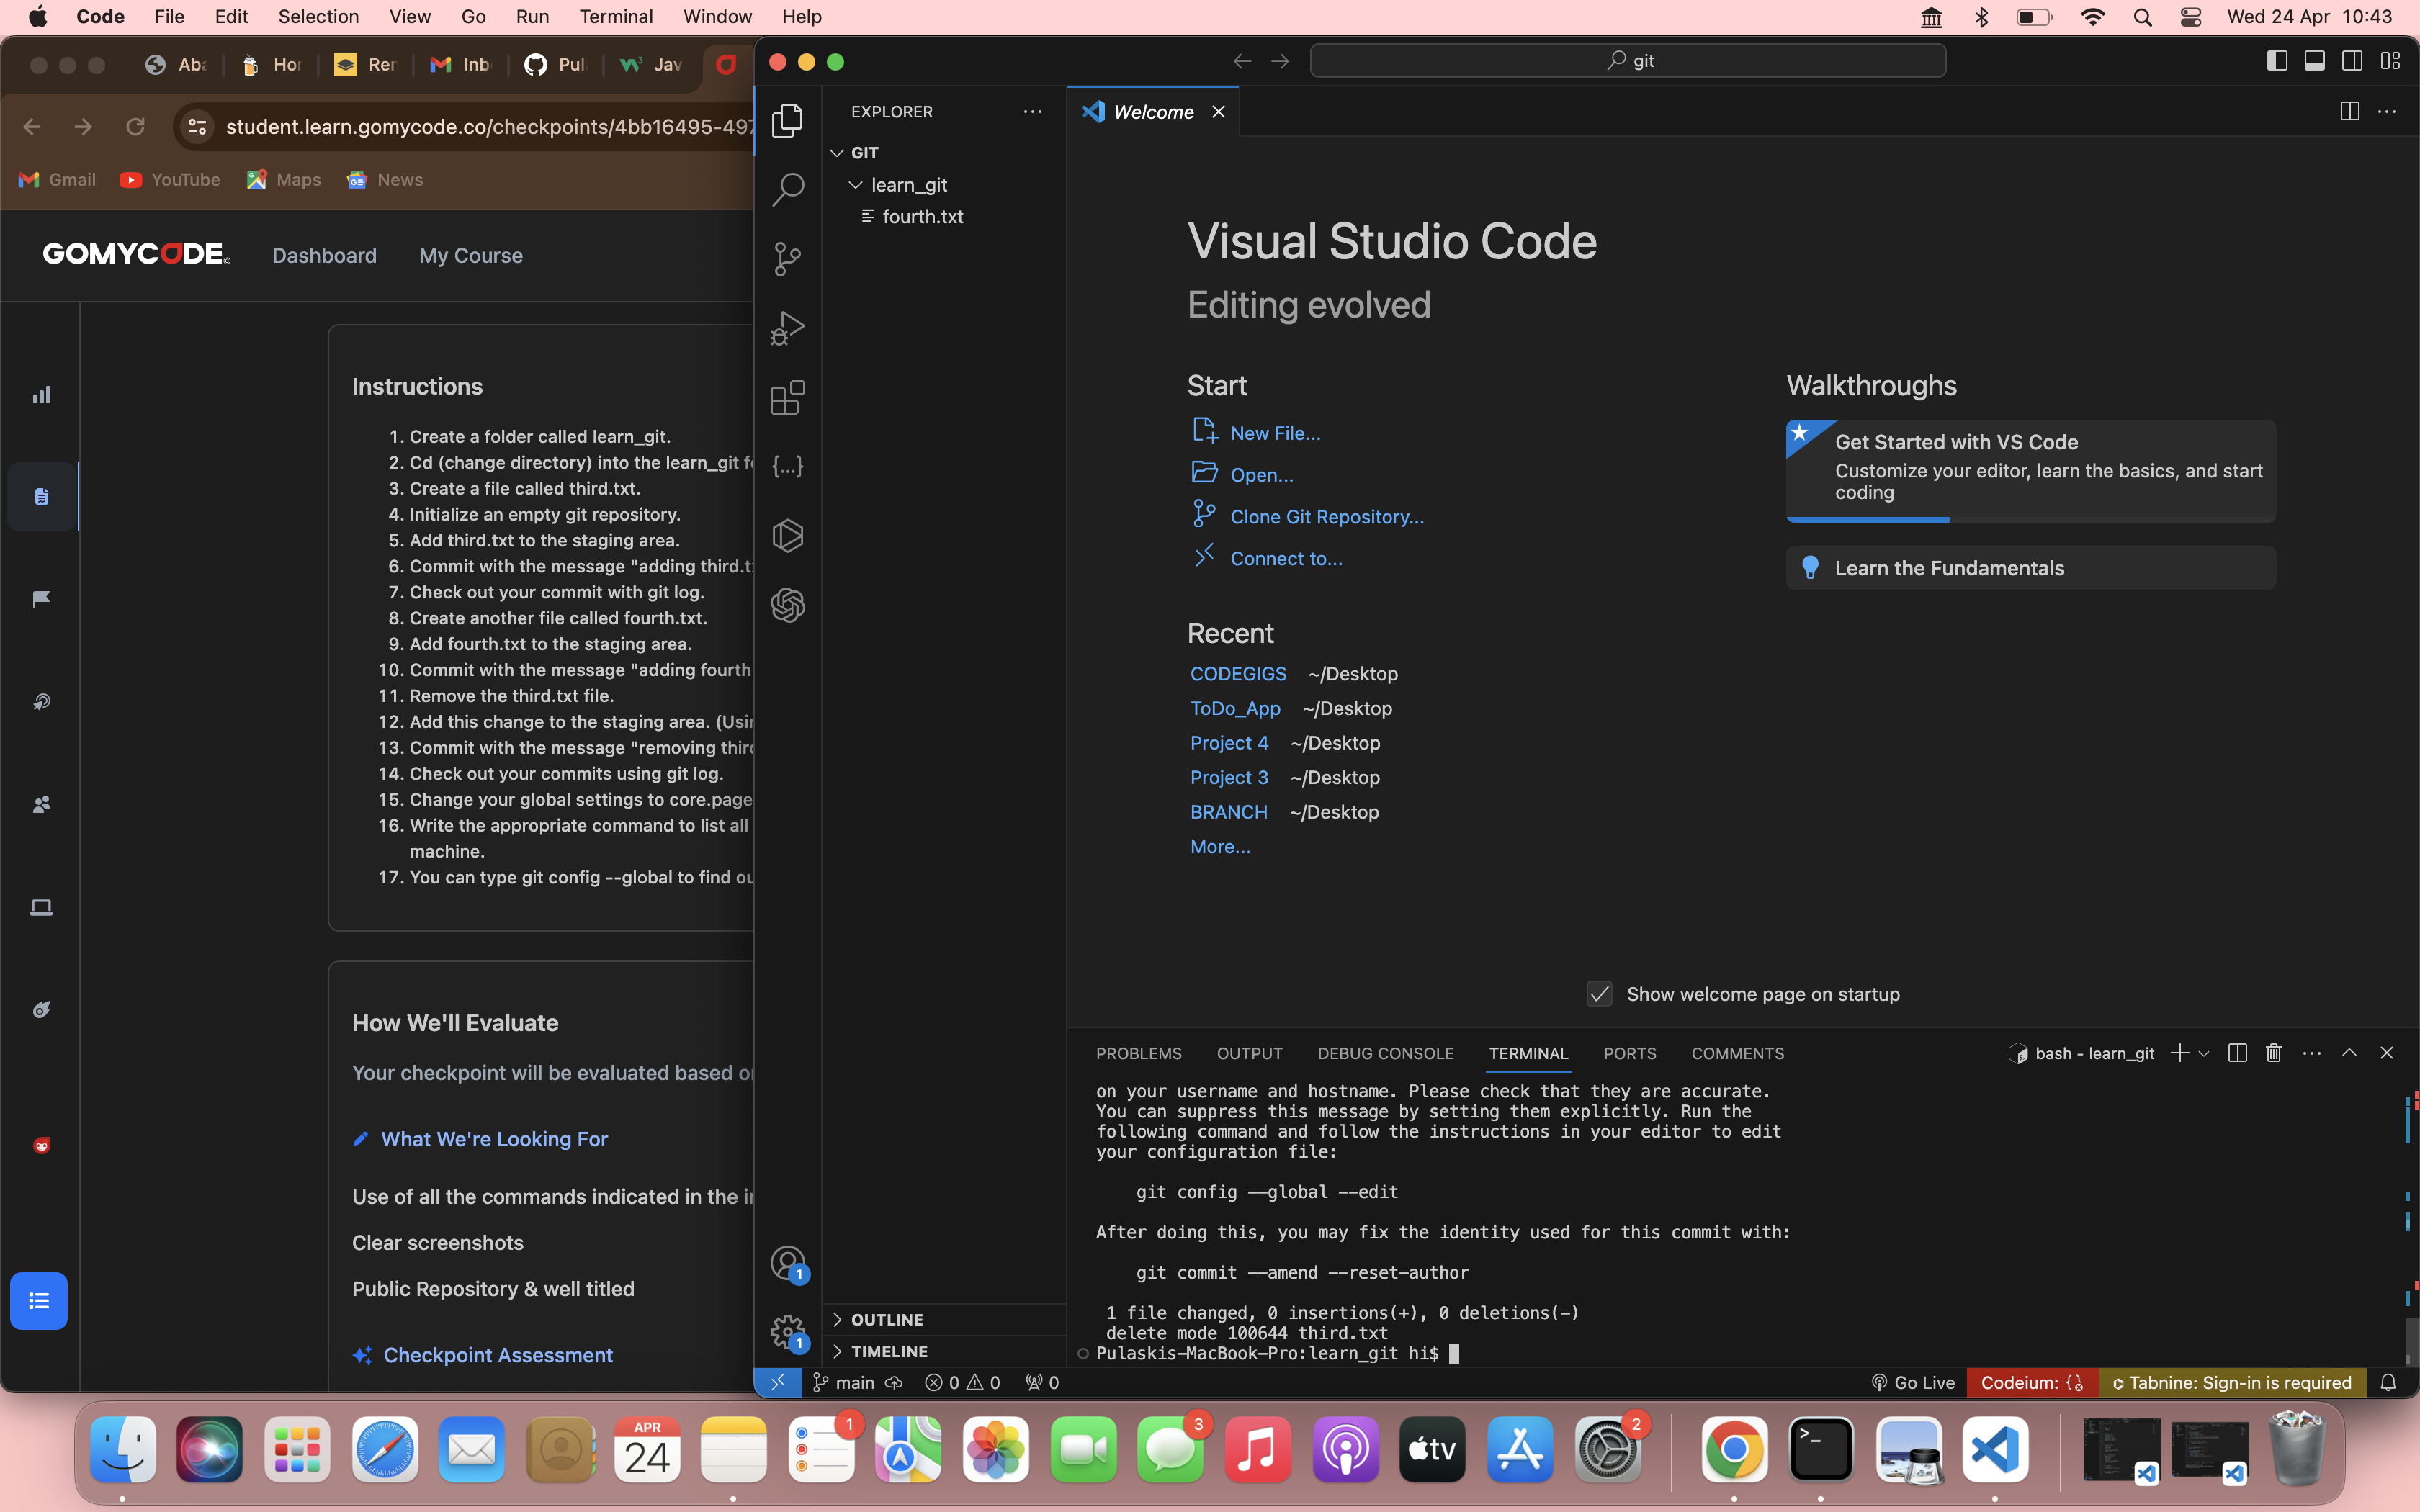 Code File Edit Selection View Go Run Terminal Window Help
Wed 24 Apr 10:43
Hor
Inb
Pul
Jav
student.learn.gomycode.co/checkpoints/4bb16495-497
Gmail YouTube Maps News
GOMYCODE
Dashboard My Course
Instructions
1. Create a folder called learn_git.
2. Cd (change directory) into the learn_git f
3. Create a file called third.txt.
4. Initialize an empty git repository.
5. Add third.txt to the staging area.
6. Commit with the message "adding third.t
7. Check out your commit with git log.
8. Create another file called fourth.txt.
9. Add fourth.txt to the staging area.
10. Commit with the message "adding fourth
11. Remove the third.txt file.
12. Add this change to the staging area. (Usi
13. Commit with the message "removing thir
14. Check out your commits using git log.
15. Change your global settings to core.page
16. Write the appropriate command to list all
machine.
17. You can type git config --global to find ou
How We'll Evaluate
Your checkpoint will be evaluated based o
What We're Looking For
Use of all the commands indicated in the i
Clear screenshots
Public Repository & well titled
Checkpoint Assessment
git
EXPLORER
GIT
learn_git
fourth.txt
OUTLINE
TIMELINE
1
1
Welcome
Visual Studio Code
Editing evolved
Start
New File...
Open...
Clone Git Repository...
Connect to...
Recent
CODEGIGS ~/Desktop
ToDo_App ~/Desktop
Project 4 ~/Desktop
Project 3 ~/Desktop
BRANCH ~/Desktop
More...
Walkthroughs
Get Started with VS Code
Customize your editor, learn the basics, and start
coding
Learn the Fundamentals
Show welcome page on startup
PROBLEMS OUTPUT DEBUG CONSOLE TERMINAL PORTS COMMENTS
bash - learn_git
on your username and hostname. Please check that they are accurate.
You can suppress this message by setting them explicitly. Run the
following command and follow the instructions in your editor to edit
your configuration file:
git config --global --edit
After doing this, you may fix the identity used for this commit with:
git commit --amend --reset-author
1 file changed, 0 insertions(+), 0 deletions(-)
delete mode 100644 third.txt
Pulaskis-MacBook-Pro:learn_git hi$
main 0 0 0
Go Live Codeium: {} Tabnine: Sign-in is required
APR
24
1
3
tv
2